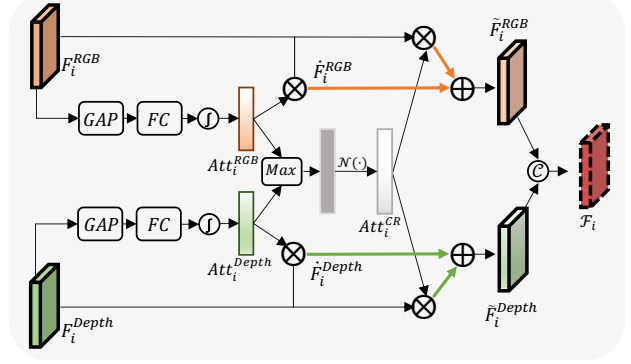 F_i^{RGB}
\dot{F}_i^{RGB}
\tilde{F}_i^{RGB}
GAP
FC
∫
Att_i^{RGB}
Max
𝒩(·)
Att_i^{CR}
C
ℱ_i
GAP
FC
∫
Att_i^{Depth}
\dot{F}_i^{Depth}
F_i^{Depth}
\tilde{F}_i^{Depth}